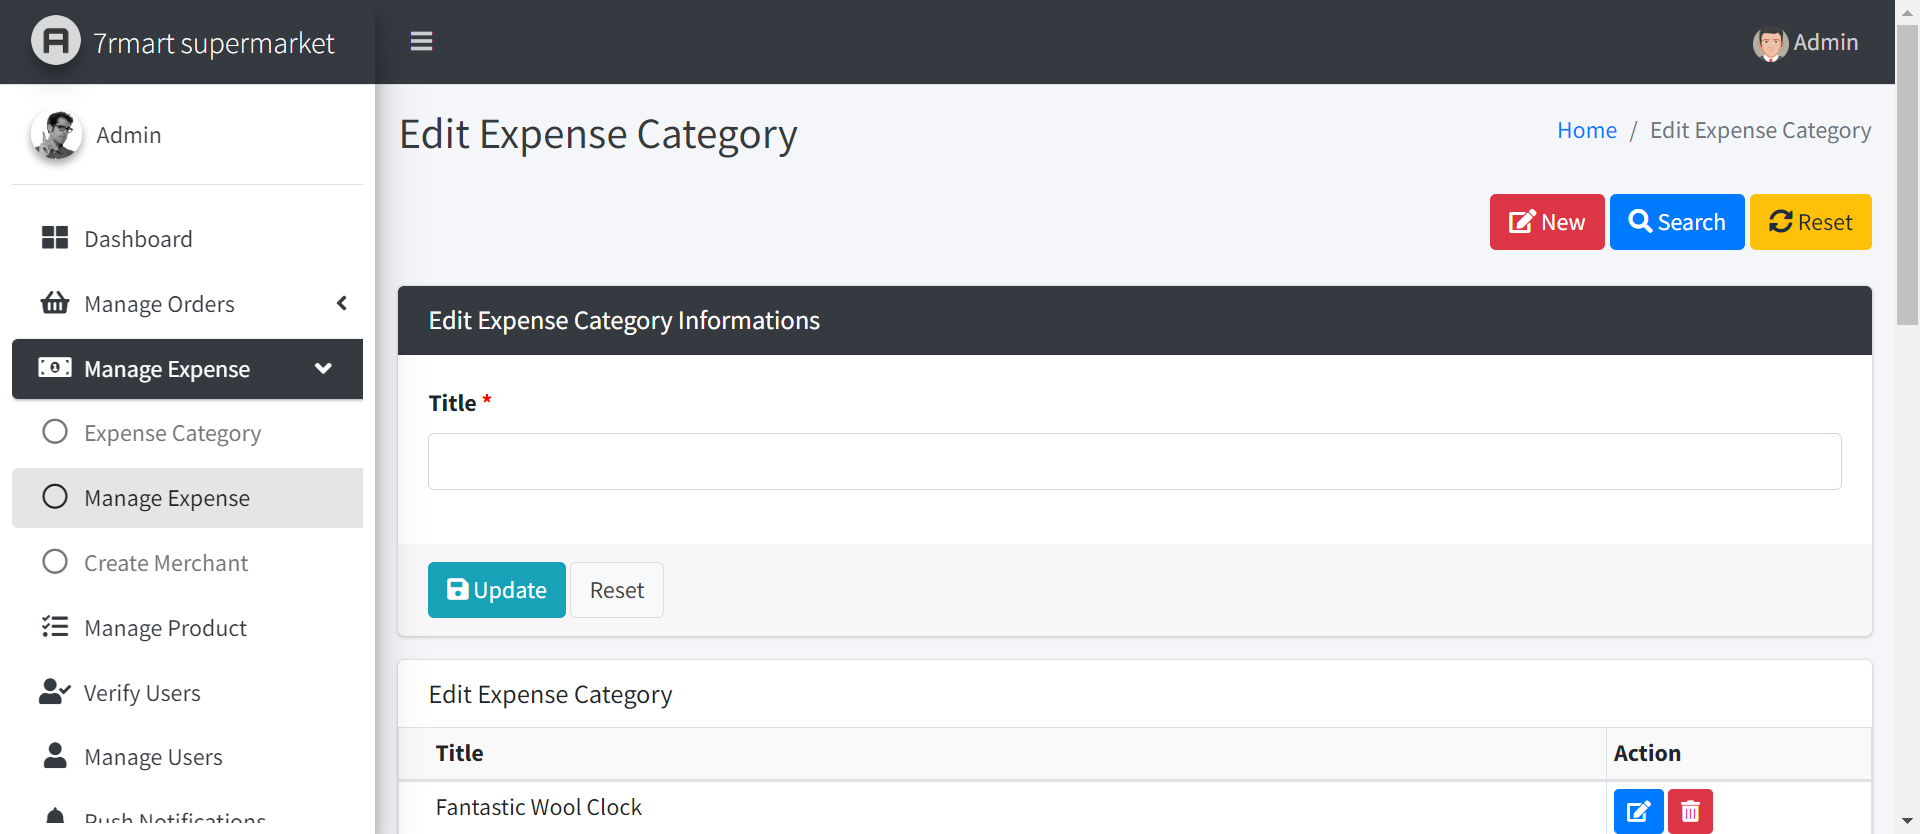 7rmart supermarket
Admin
Admin
Dashboard
Manage Orders
Manage Expense
Expense Category
Manage Expense
Create Merchant
Manage Product
Verify Users
Manage Users
Push Notifications
Edit Expense Category
Home / Edit Expense Category
New Search Reset
Edit Expense Category Informations
Title *
Update Reset
Edit Expense Category
Title Action
Fantastic Wool Clock